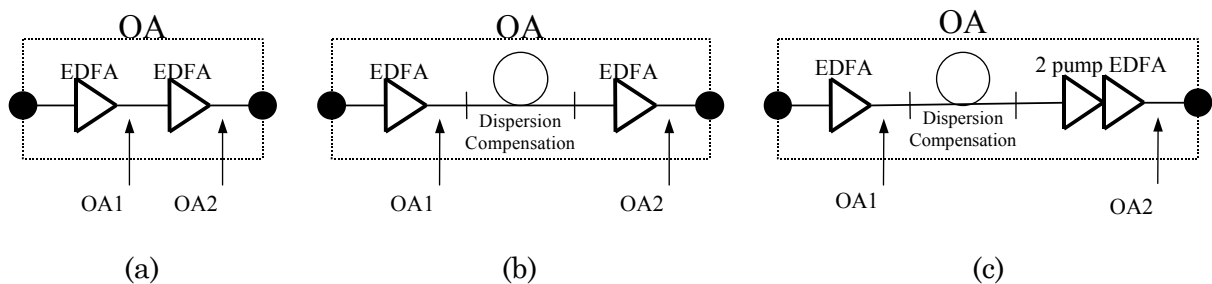 OA
EDFA EDFA
OA1 OA2
(a)
OA
EDFA EDFA
Dispersion
Compensation
OA1 OA2
(b)
OA
EDFA 2 pump EDFA
Dispersion
Compensation
OA1 OA2
(c)